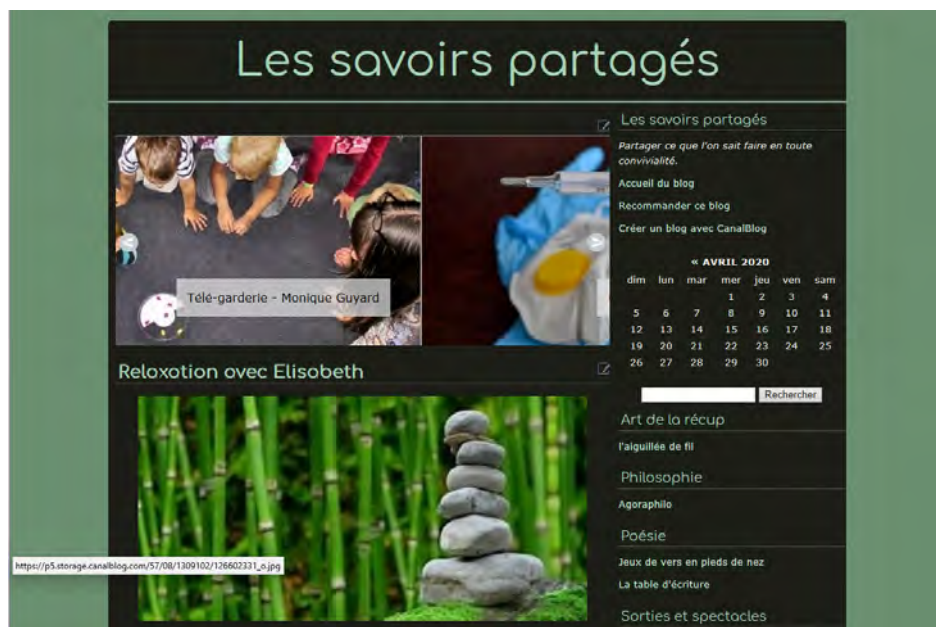 Les savoirs partagés
Télé-garderie - Monique Guyard
Reloxotion ovec Elisobeth
https://p5.storage.canalblog.com/57/08/1309102/126602331_o.jpg
Les savoirs partagés
Partager ce que l'on sait faire en toute
convivialité.
Accueil du blog
Recommander ce blog
Créer un blog avec CanalBlog
« AVRIL 2020
dim lun mar mer jeu ven sam
1 2 3 4
5 6 7 8 9 10 11
12 13 14 15 16 17 18
19 20 21 22 23 24 25
26 27 28 29 30
Rechercher
Art de la récup
l'aiguillée de fil
Philosophie
Agoraphilo
Poésie
Jeux de vers en pieds de nez
La table d'écriture
Sorties et spectacles